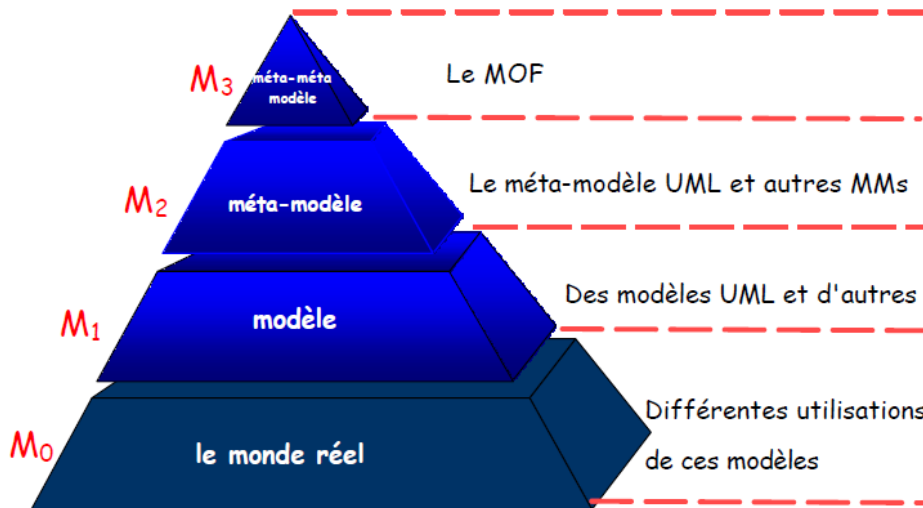 M3
méta-méta
modèle
Le MOF
M2
méta-modèle
Le méta-modèle UML et autres MMs
M1
modèle
Des modèles UML et d'autres
M0
le monde réel
Différentes utilisations
de ces modèles